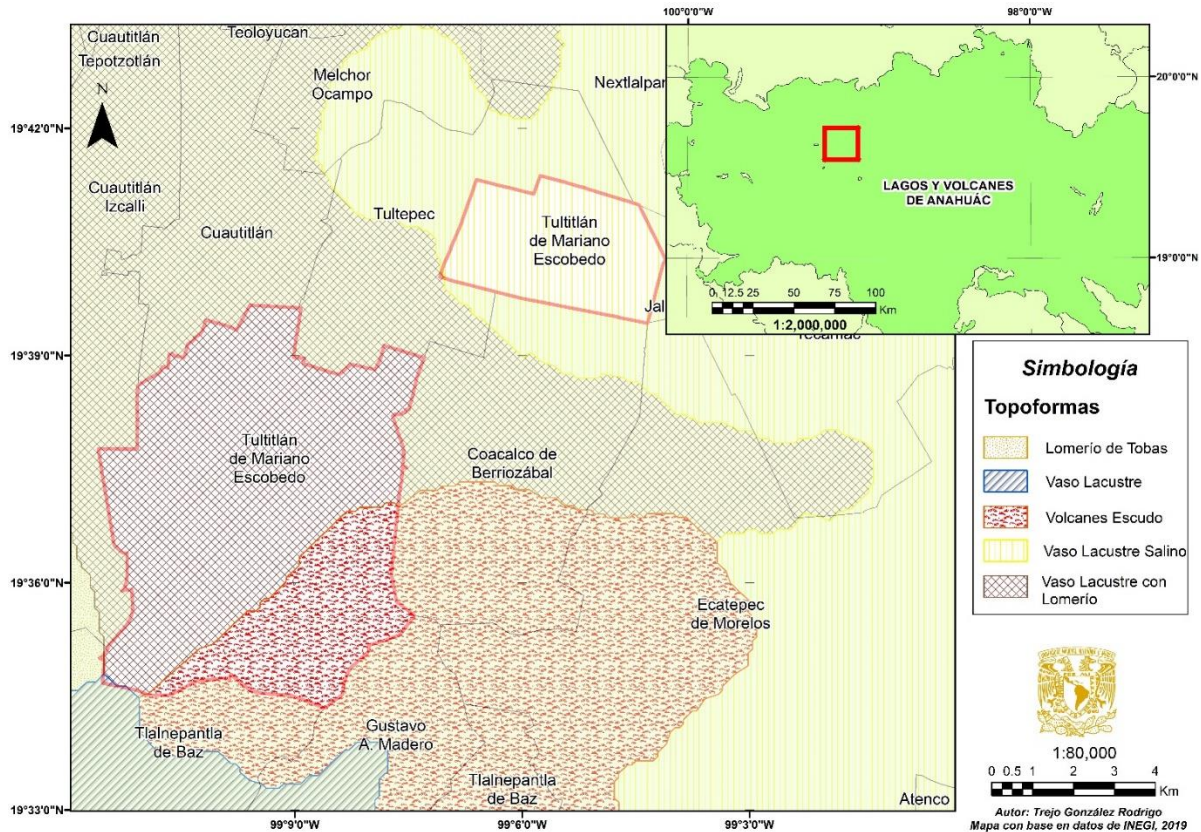 100°0'0"W
98°0'0"W
Cuautitlán
Tepotzotlán
Teoloyucan
Melchor
Ocampo
Nextlalpan
N
19°42'0"N
20°0'0"N
Cuautitlán
Izcalli
Tultepec
Cuautitlán
Tultitlán
de Mariano
Escobedo
LAGOS Y VOLCANES
DE ANAHUÁC
19°0'0"N
0 12.5 25 50 75 100
Km
1:2,000,000
Jal
Tecámac
19°39'0"N
Tultitlán
de Mariano
Escobedo
Coacalco de
Berriozábal
19°36'0"N
Ecatepec
de Morelos
Tlalnepantla
de Baz
Gustavo
A. Madero
Tlalnepantla
de Baz
Atenco
19°33'0"N
99°9'0"W
99°6'0"W
99°3'0"W
Simbología
Topoformas
Lomerío de Tobas
Vaso Lacustre
Volcanes Escudo
Vaso Lacustre Salino
Vaso Lacustre con
Lomerío
1:80,000
0 0.5 1 2 3 4
Km
Autor: Trejo González Rodrigo
Mapa con base en datos de INEGI, 2019